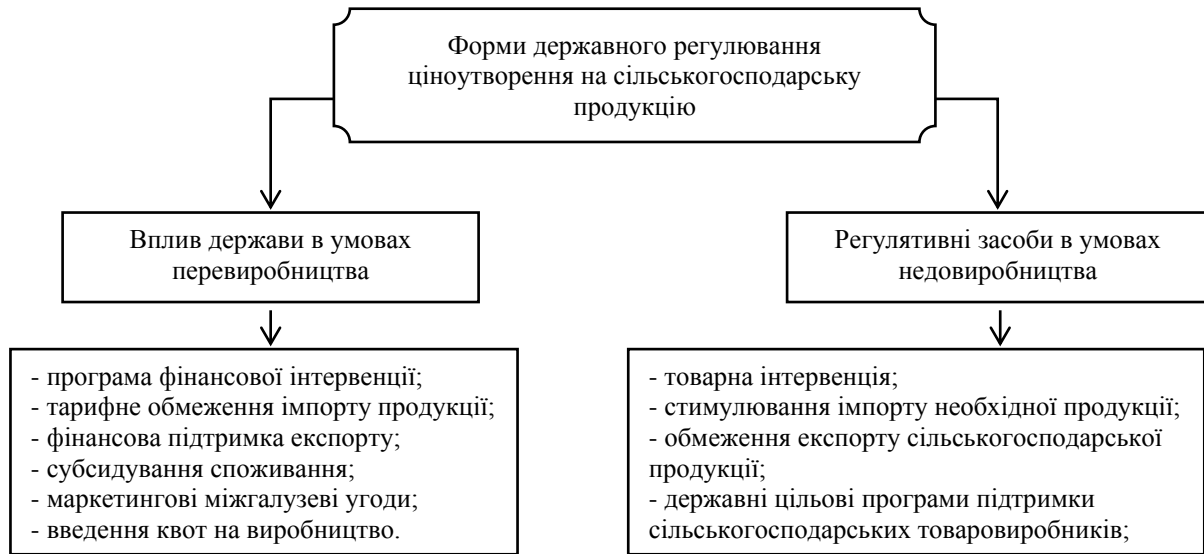 Форми державного регулювання
ціноутворення на сільськогосподарську
продукцію
Вплив держави в умовах
перевиробництва
Регулятивні засоби в умовах
недовиробництва
- програма фінансової інтервенції;
- тарифне обмеження імпорту продукції;
- фінансова підтримка експорту;
- субсидування споживання;
- маркетингові міжгалузеві угоди;
- введення квот на виробництво.
- товарна інтервенція;
- стимулювання імпорту необхідної продукції;
- обмеження експорту сільськогосподарської
продукції;
- державні цільові програми підтримки
сільськогосподарських товаровиробників;